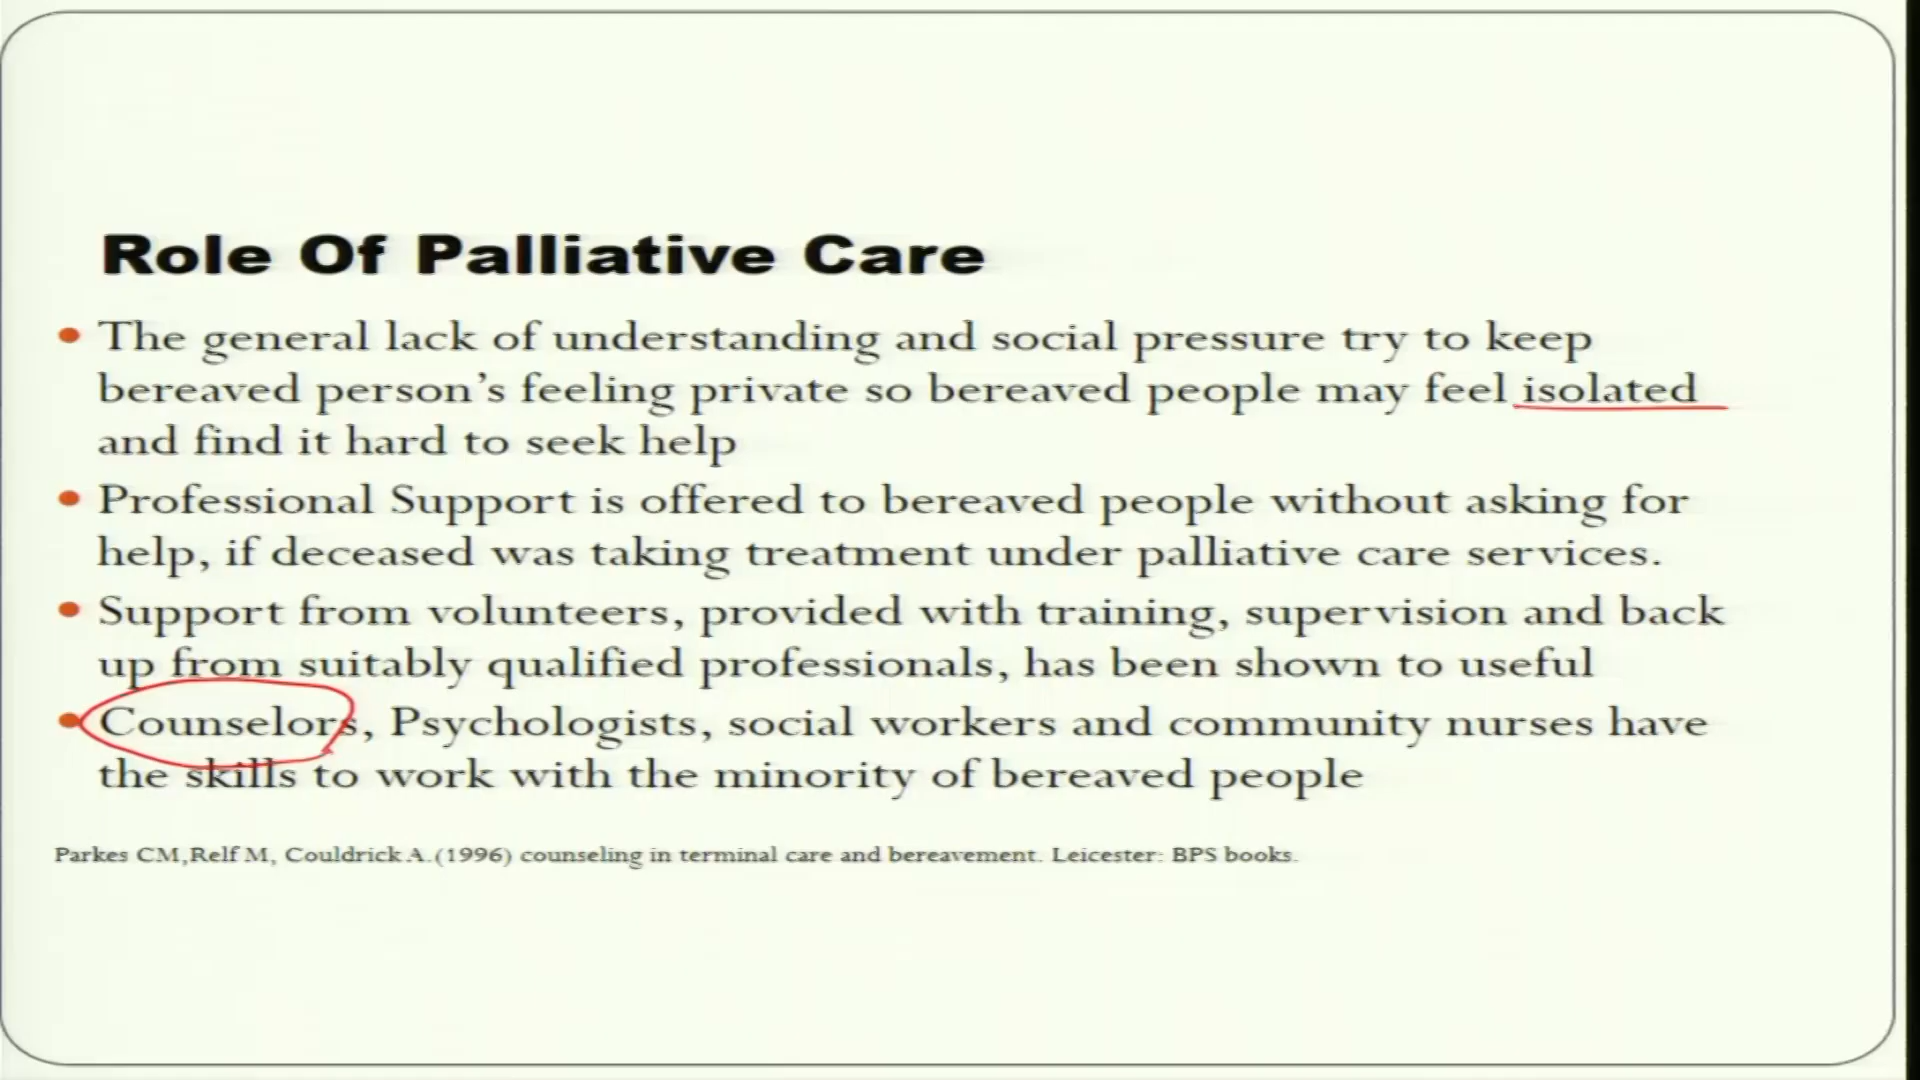 Role Of Palliative Care
• The general lack of understanding and social pressure try to keep
bereaved person's feeling private so bereaved people may feel isolated
and find it hard to seek help
• Professional Support is offered to bereaved people without asking for
help, if deceased was taking treatment under palliative care services.
• Support from volunteers, provided with training, supervision and back
up from suitably qualified professionals, has been shown to useful
• Counselors, Psychologists, social workers and community nurses have
the skills to work with the minority of bereaved people
Parkes CM,Relf M, Couldrick A.(1996) counseling in terminal care and bereavement. Leicester: BPS books.